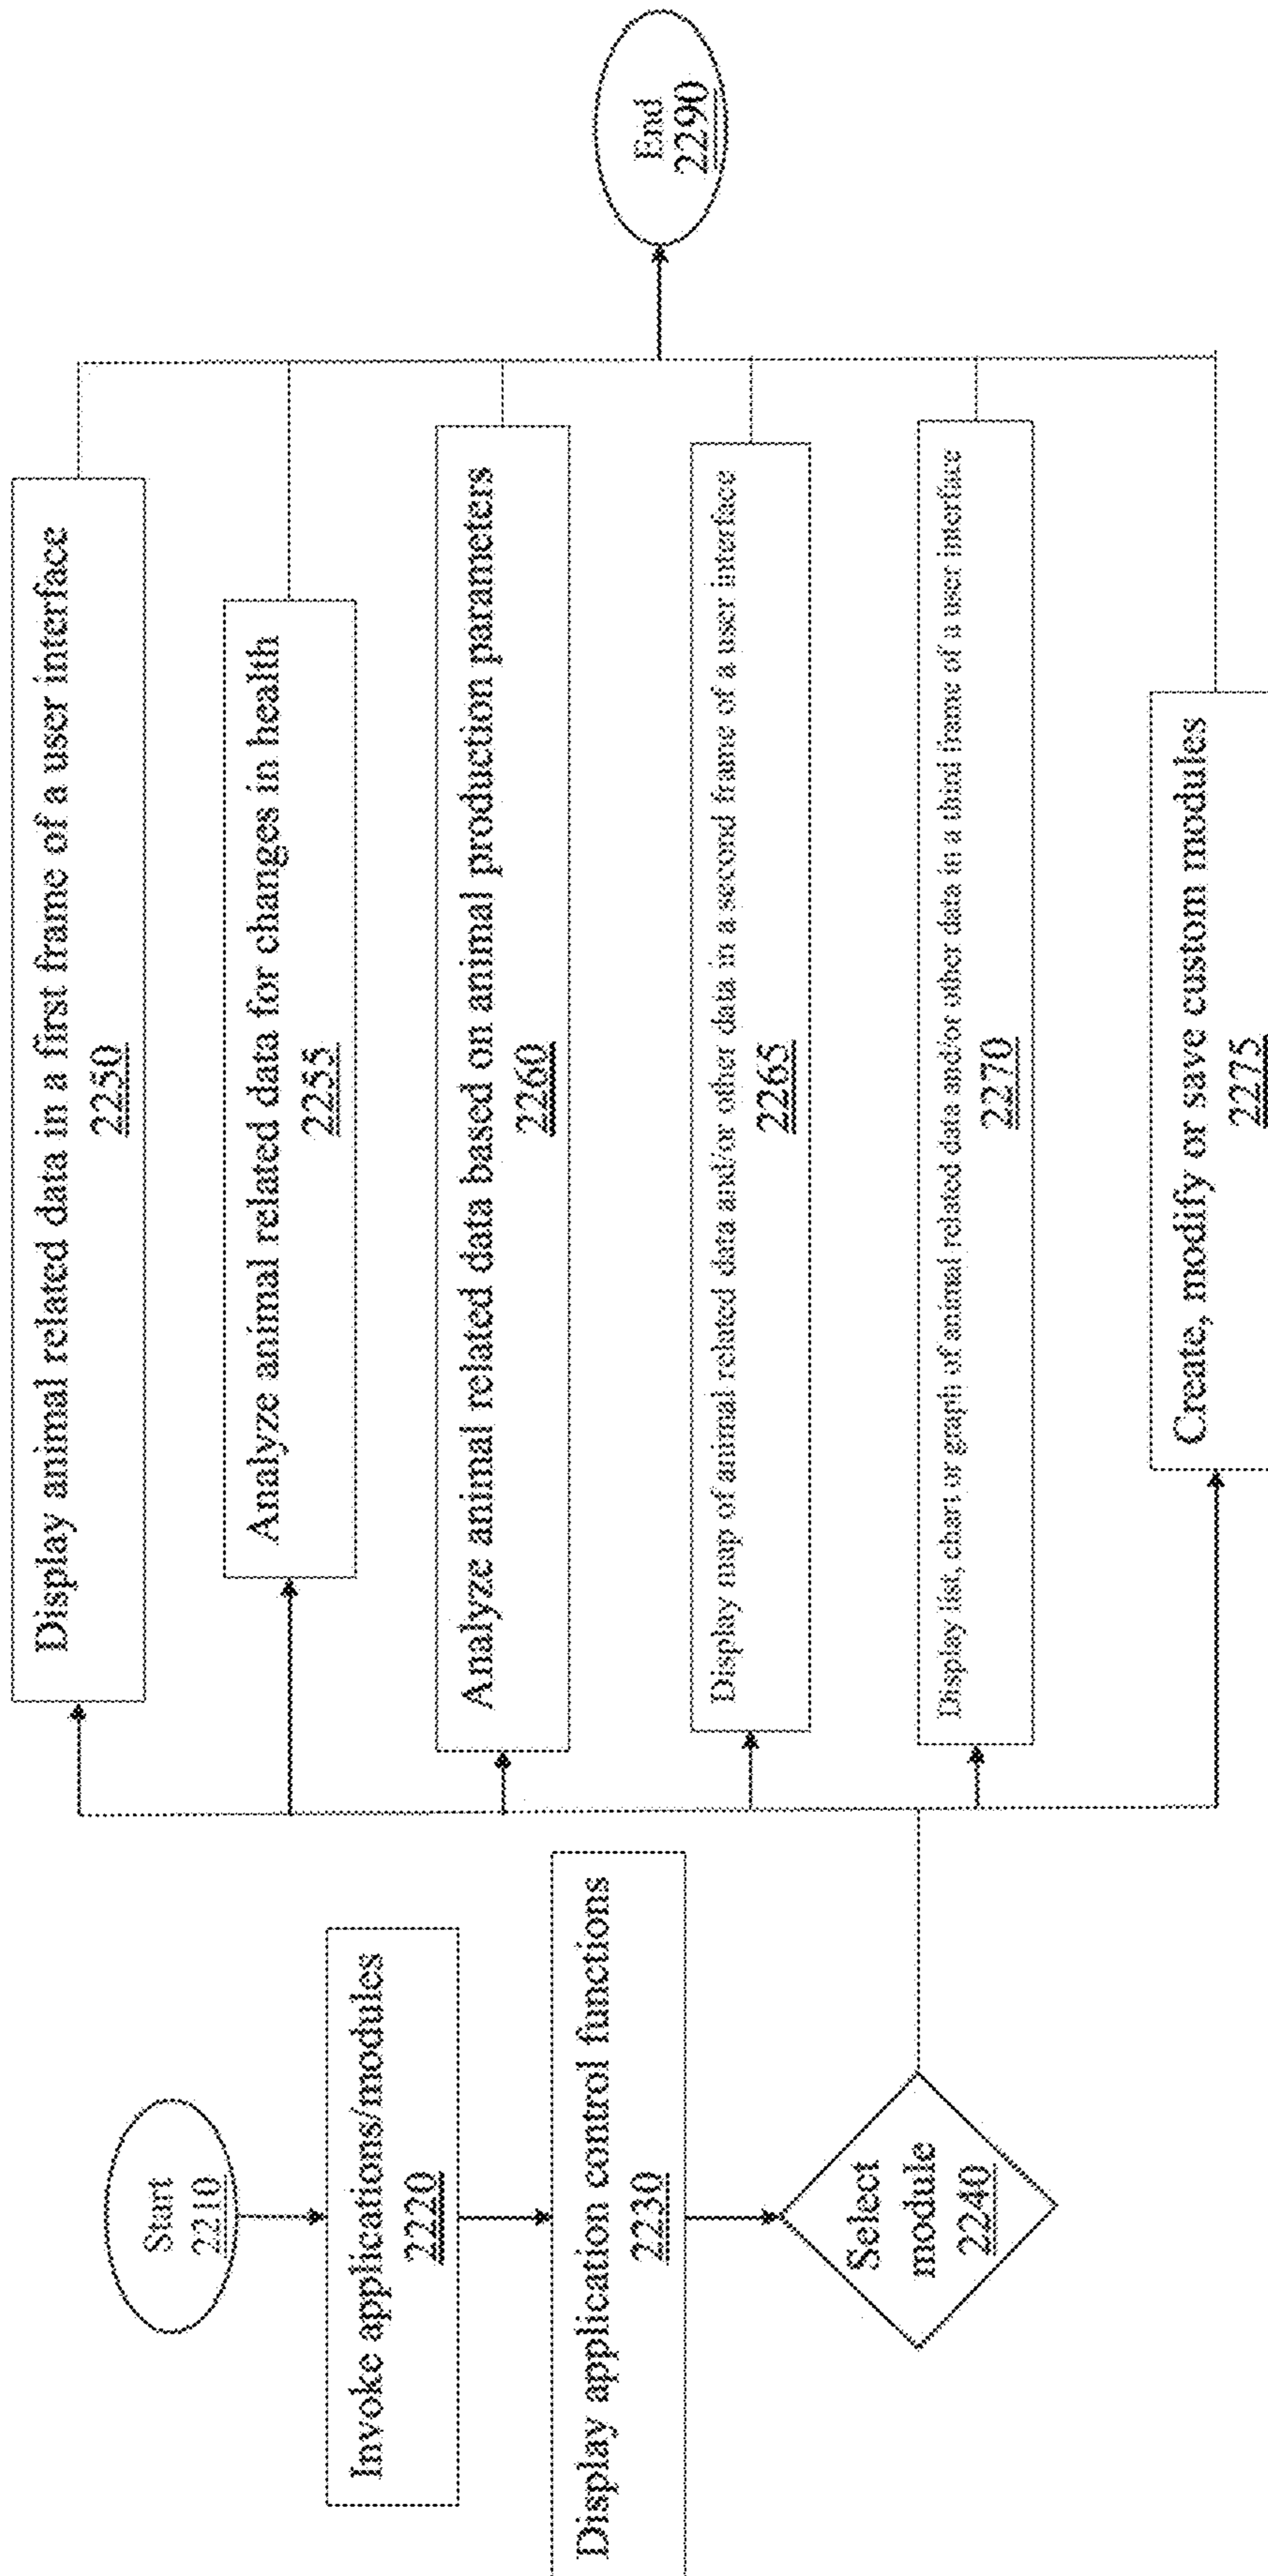 Start
2210
Invoke applications/modules
2220
Display application control functions
2230
Select
module
2240
Display animal related data in a first frame of a user interface
2250
Analyze animal related data for changes in health
2255
Analyze animal related data based on animal production parameters
2260
Display map of animal related data and/or other data in a second frame of a user interface
2265
Display list, chart or graph of animal related data and/or other data in a third frame of a user interface
2270
Create, modify or save custom modules
2275
End
2290